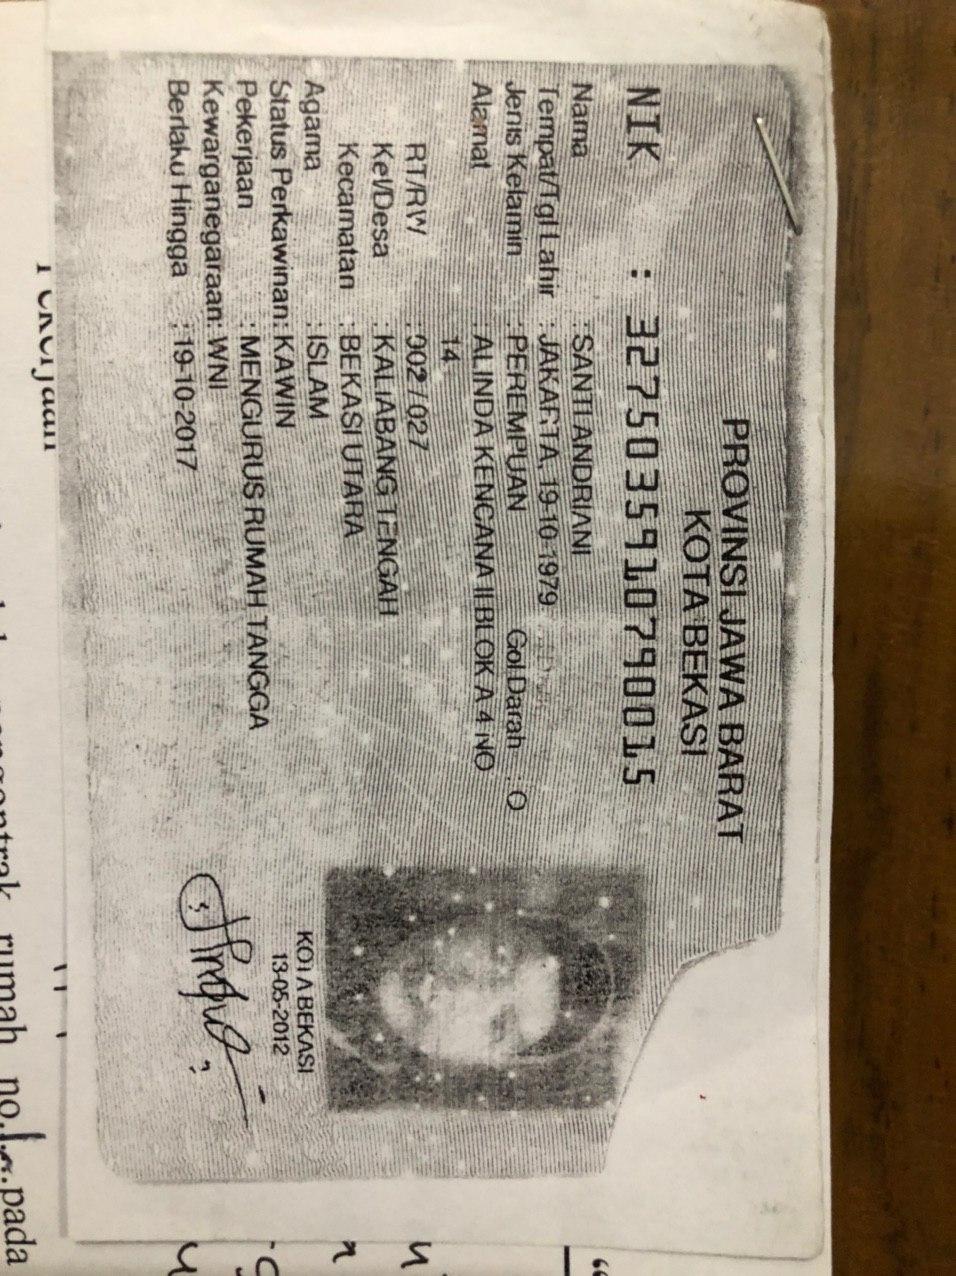 PROVINSI JAWA BARAT
KOTA BEKASI
NIK : 3275035910790015
Nama : SANTI ANDRIANI
Tempat/Tgl Lahir : JAKARTA, 19-10-1979
Jenis Kelamin : PEREMPUAN Gol Darah : O
Alamat : ALINDA KENCANA II BLOK A 4 NO
14
RT/RW : 002 / 027
Kel/Desa : KALIABANG TENGAH
Kecamatan : BEKASI UTARA
Agama : ISLAM
Status Perkawinan: KAWIN
Pekerjaan : MENGURUS RUMAH TANGGA
Kewarganegaraan: WNI
Berlaku Hingga : 19-10-2017
KOTA BEKASI
13-05-2012
Pekerjaan
rumah no.1 pada